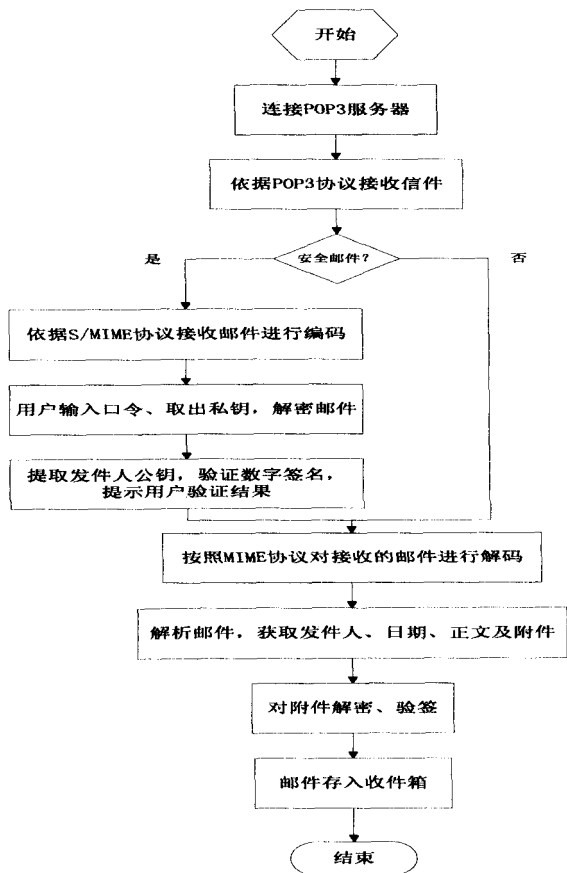 开始
连接POP3服务器
依据POP3协议接收信件
安全邮件？
是
否
依据S/MIME协议接收邮件进行编码
用户输入口令、取出私钥，解密邮件
提取发件人公钥，验证数字签名，
提示用户验证结果
按照MIME协议对接收的邮件进行解码
解析邮件，获取发件人、日期、正文及附件
对附件解密、验签
邮件存入收件箱
结束